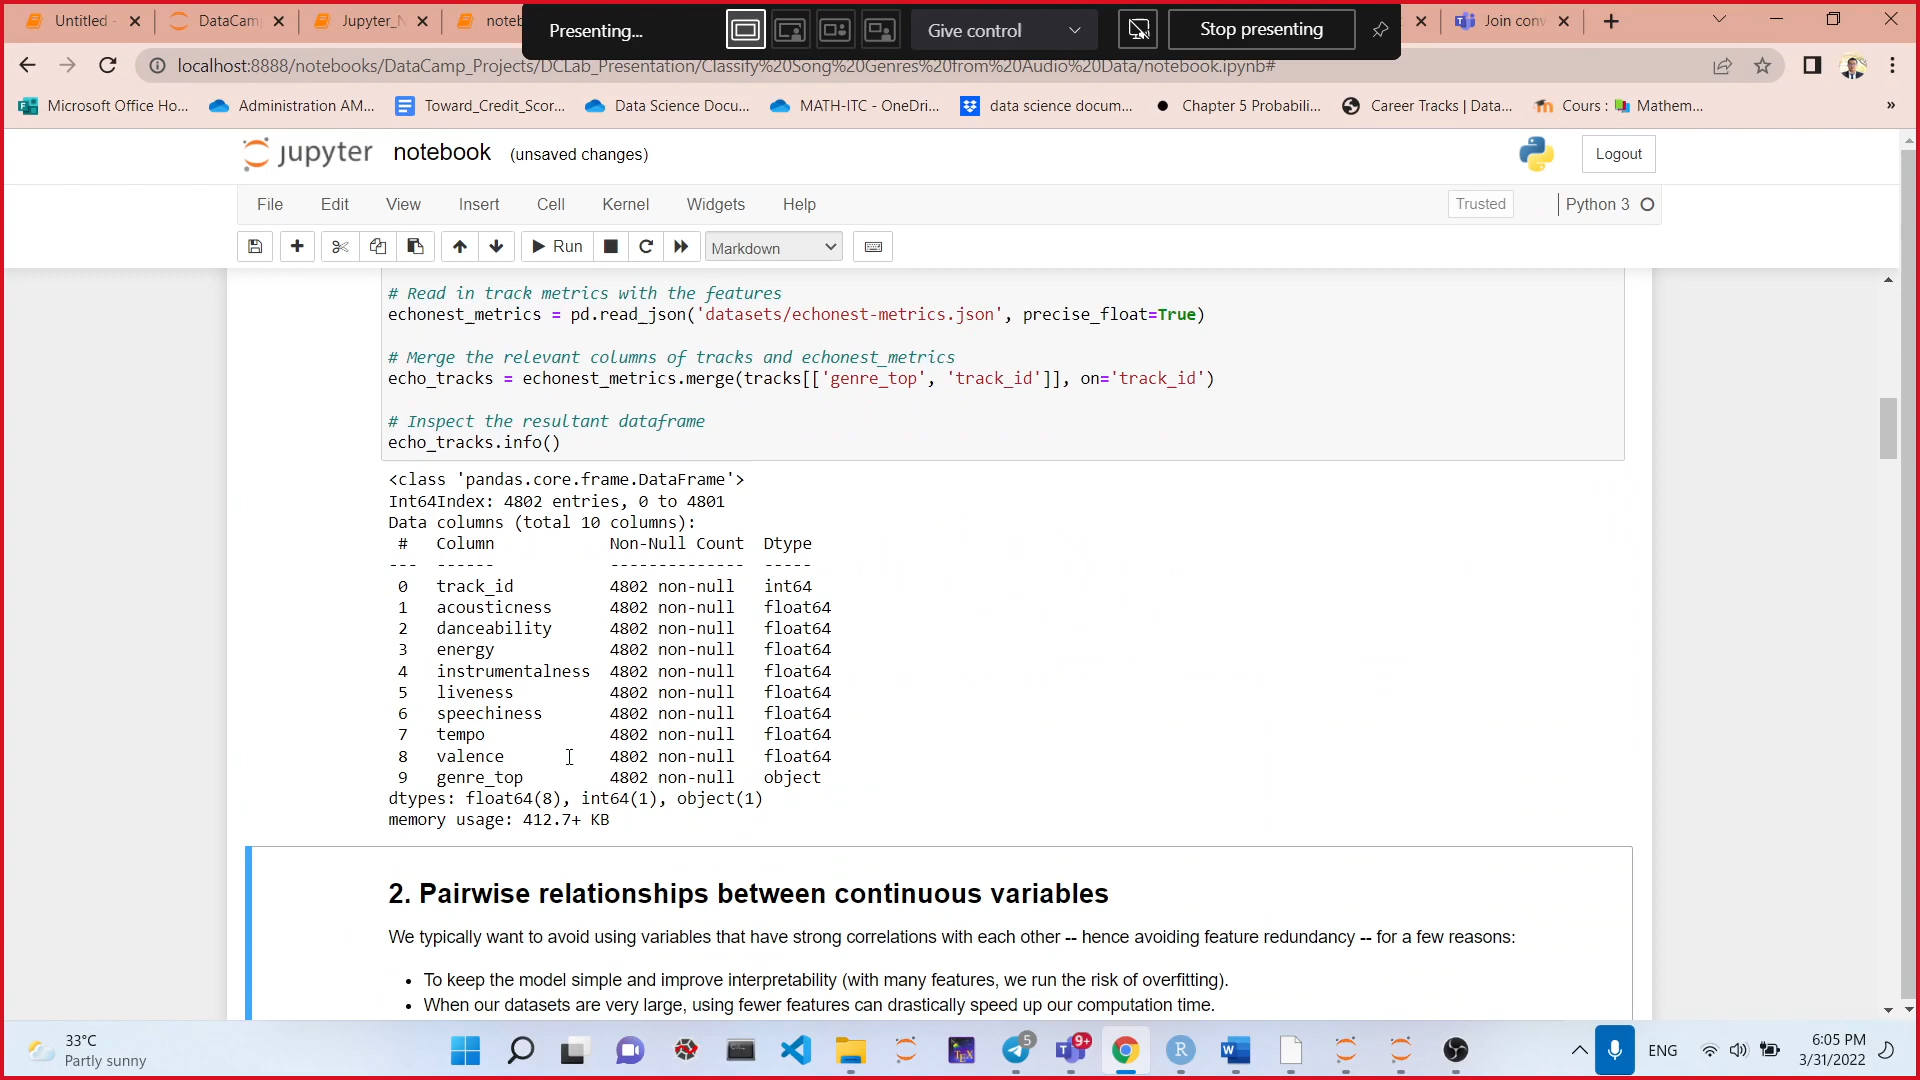 Untitled -
DataCam
Jupyter_N
noteb
Presenting...
Give control
Stop presenting
Join conv
localhost:8888/notebooks/DataCamp_Projects/DCLab_Presentation/Classify%20Song%20Genres%20from%20Audio%20Data/notebook.ipynb#
Microsoft Office Ho...
Administration AM...
Toward_Credit_Scor...
Data Science Docu...
MATH-ITC - OneDri...
data science docum...
Chapter 5 Probabili...
Career Tracks | Data...
Cours : Mathem...
»
jupyter notebook (unsaved changes)
Logout
File Edit View Insert Cell Kernel Widgets Help
Trusted
Python 3
Run
Markdown
# Read in track metrics with the features
echonest_metrics = pd.read_json('datasets/echonest-metrics.json', precise_float=True)
# Merge the relevant columns of tracks and echonest_metrics
echo_tracks = echonest_metrics.merge(tracks[['genre_top', 'track_id']], on='track_id')
# Inspect the resultant dataframe
echo_tracks.info()
<class 'pandas.core.frame.DataFrame'>
Int64Index: 4802 entries, 0 to 4801
Data columns (total 10 columns):
# Column Non-Null Count Dtype
--- ------ -------------- -----
0 track_id 4802 non-null int64
1 acousticness 4802 non-null float64
2 danceability 4802 non-null float64
3 energy 4802 non-null float64
4 instrumentalness 4802 non-null float64
5 liveness 4802 non-null float64
6 speechiness 4802 non-null float64
7 tempo 4802 non-null float64
8 valence 4802 non-null float64
9 genre_top 4802 non-null object
dtypes: float64(8), int64(1), object(1)
memory usage: 412.7+ KB
2. Pairwise relationships between continuous variables
We typically want to avoid using variables that have strong correlations with each other -- hence avoiding feature redundancy -- for a few reasons:
• To keep the model simple and improve interpretability (with many features, we run the risk of overfitting).
• When our datasets are very large, using fewer features can drastically speed up our computation time.
33°C
Partly sunny
TEX
5
9+
R
ENG
6:05 PM
3/31/2022